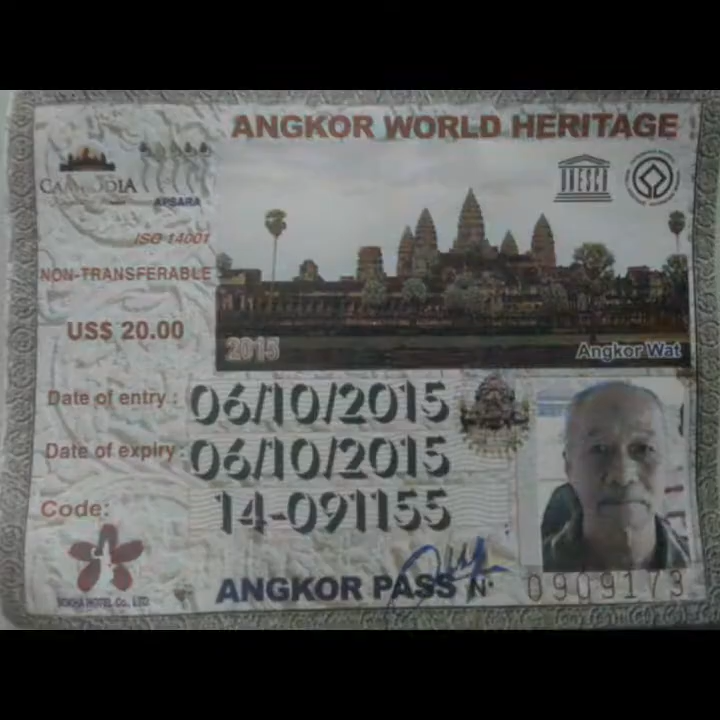 ANGKOR WORLD HERITAGE
UNESCO
CAMBODIA
APSARA
ISO 14001
NON-TRANSFERABLE
US$ 20.00
2015
Angkor Wat
Date of entry : 06/10/2015
Date of expiry : 06/10/2015
Code: 14-091155
SOKHA HOTEL Co., LTD
ANGKOR PASS N° 0909173